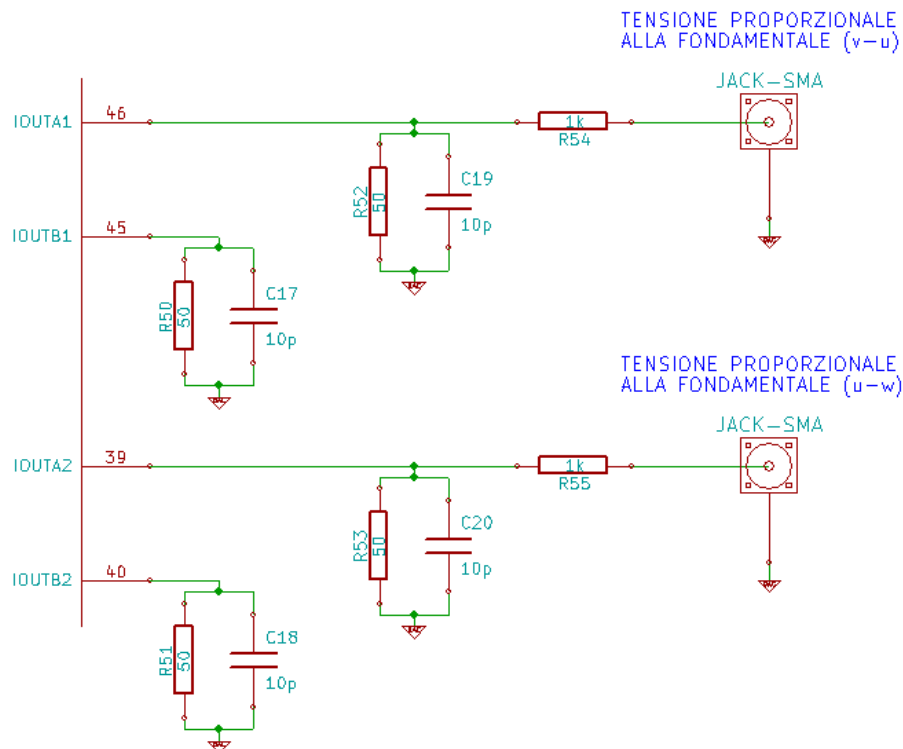 TENSIONE PROPORZIONALE
ALLA FONDAMENTALE (v-u)
JACK-SMA
IOUTA1 46
1k
R54
R52 50
C19
10p
IOUTB1 45
R50 50
C17
10p
TENSIONE PROPORZIONALE
ALLA FONDAMENTALE (u-w)
JACK-SMA
IOUTA2 39
1k
R55
R53 50
C20
10p
IOUTB2 40
R51 50
C18
10p